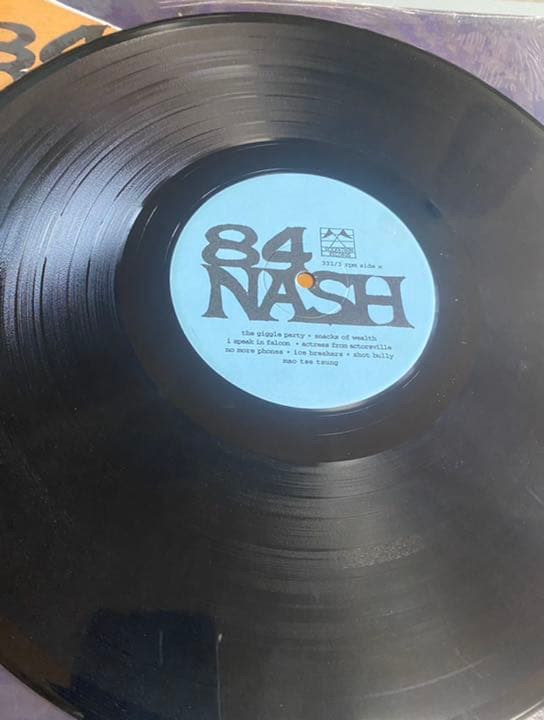 84
84
NASH
33 1/3 rpm side
the giggle party • snacks of wealth
i speak in falcon • actress from actorsville
no more phones • ice breakers • shot bully
mao tse tsung